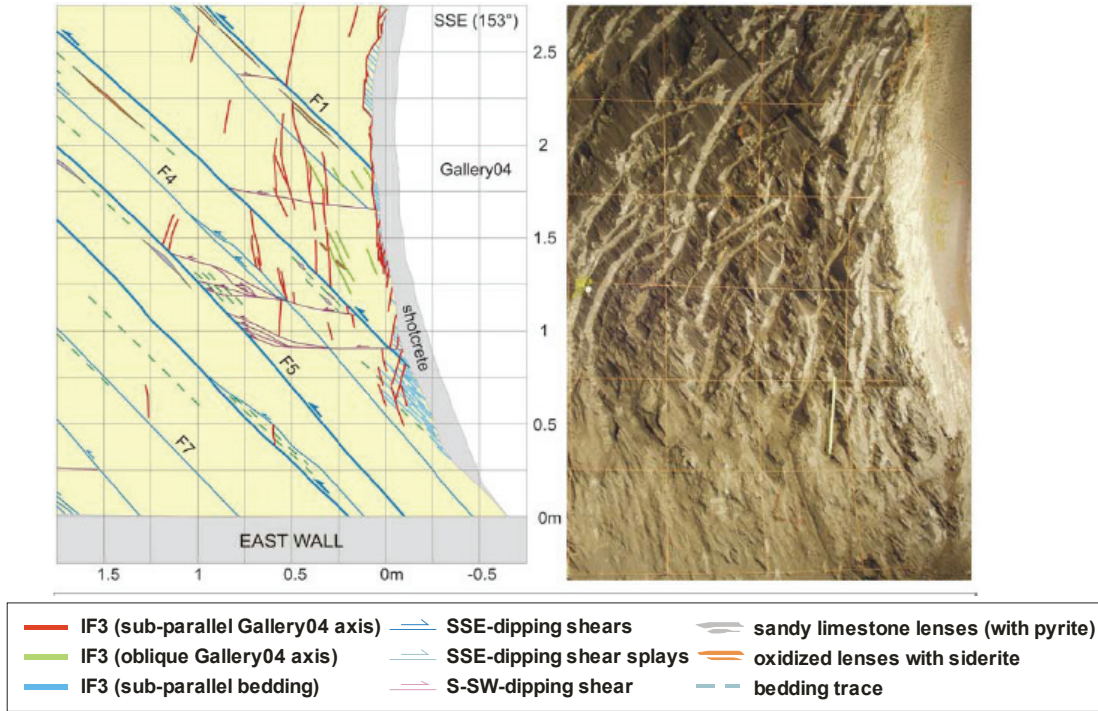 SSE (153°)
2.5
F1
2
F4
Gallery04
1.5
shotcrete
1
F5
0.5
F7
0m
EAST WALL
1.5 1 0.5 0m -0.5
IF3 (sub-parallel Gallery04 axis)
IF3 (oblique Gallery04 axis)
IF3 (sub-parallel bedding)
SSE-dipping shears
SSE-dipping shear splays
S-SW-dipping shear
sandy limestone lenses (with pyrite)
oxidized lenses with siderite
bedding trace